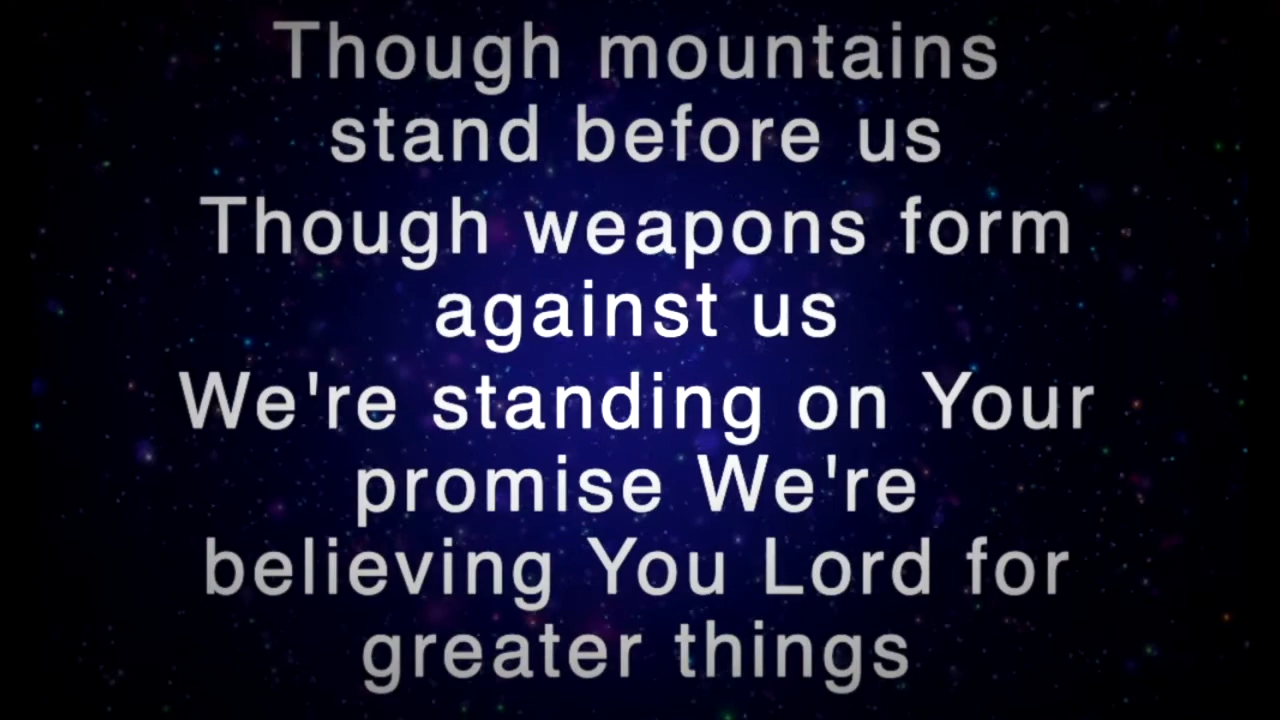 Though mountains
stand before us
Though weapons form
against us
We're standing on Your
promise We're
believing You Lord for
greater things